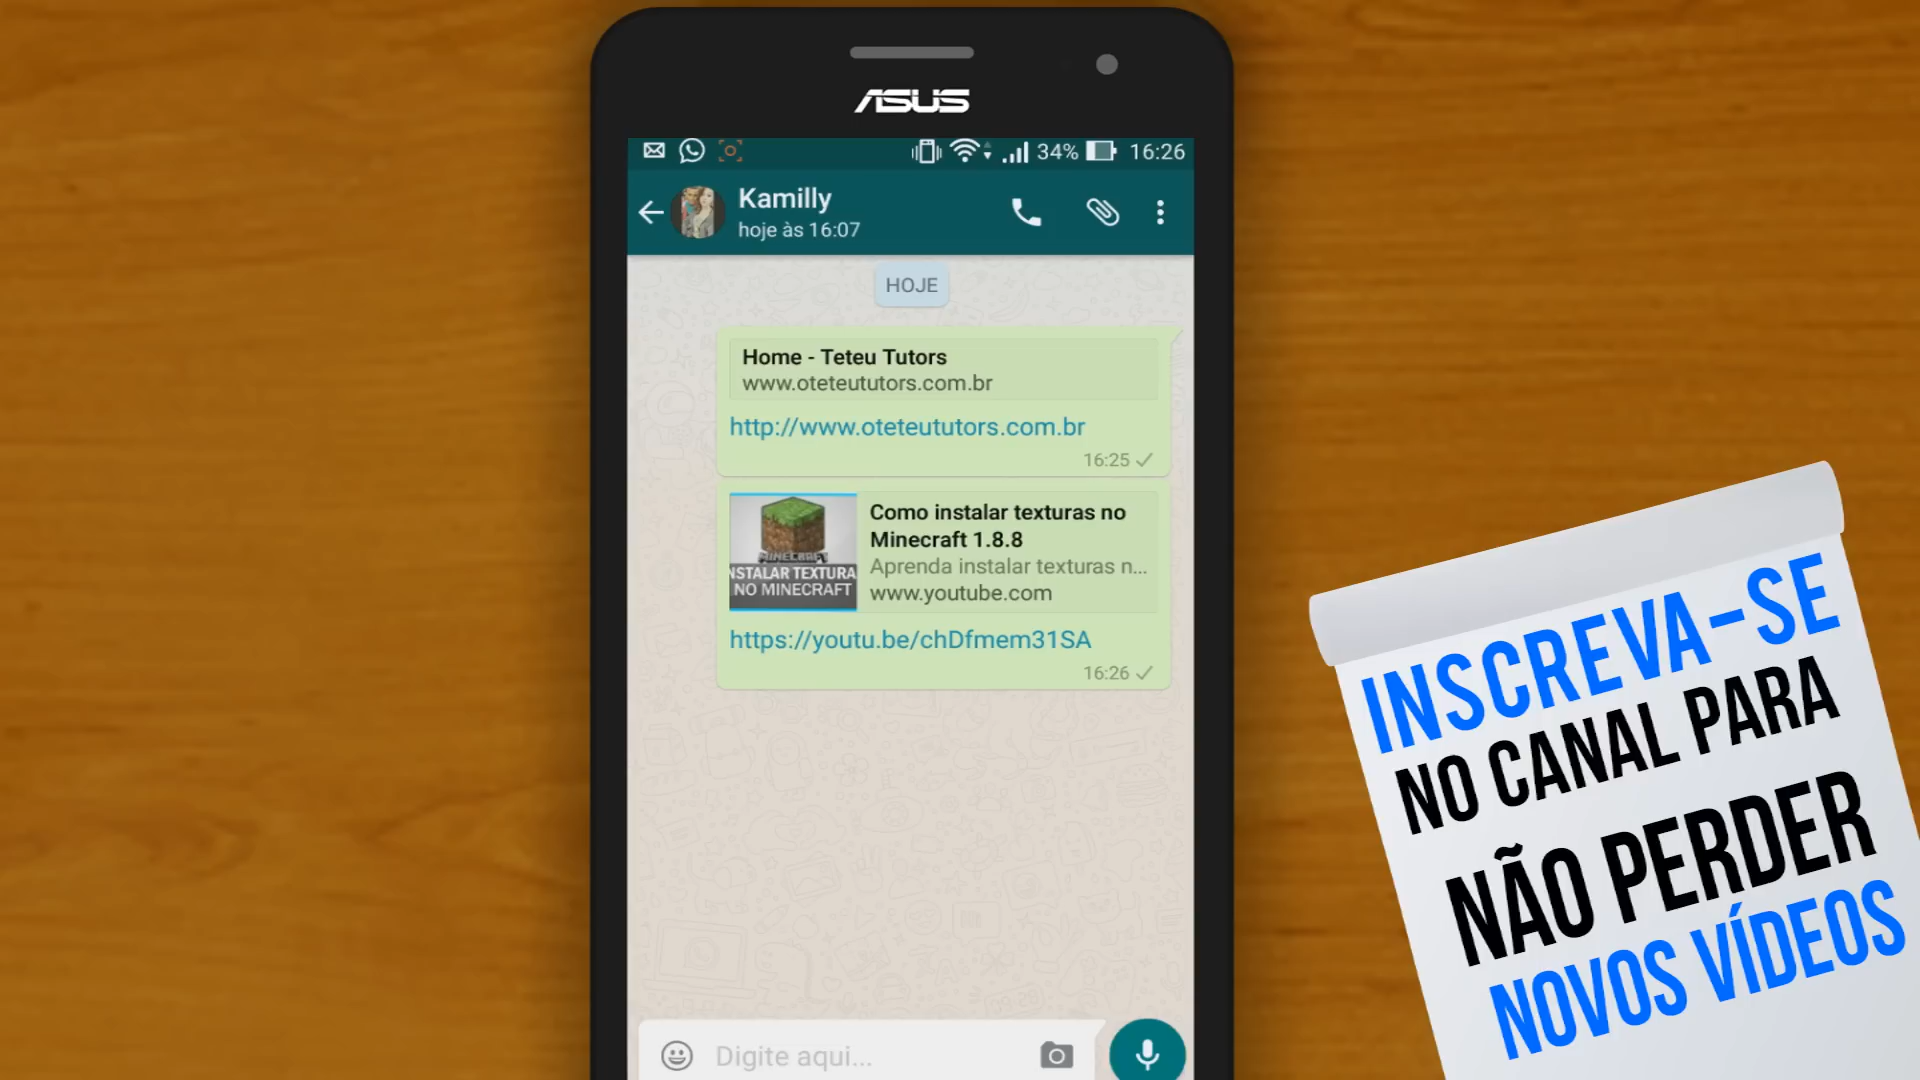 ASUS
34% 16:26
Kamilly
hoje às 16:07
HOJE
Home - Teteu Tutors
www.oteteututors.com.br
http://www.oteteututors.com.br
16:25
Como instalar texturas no
Minecraft 1.8.8
Aprenda instalar texturas n...
www.youtube.com
MINECRAFT
NSTALAR TEXTURA
NO MINECRAFT
https://youtu.be/chDfmem31SA
16:26
Digite aqui...
INSCREVA-SE
NO CANAL PARA
NÃO PERDER
NOVOS VÍDEOS